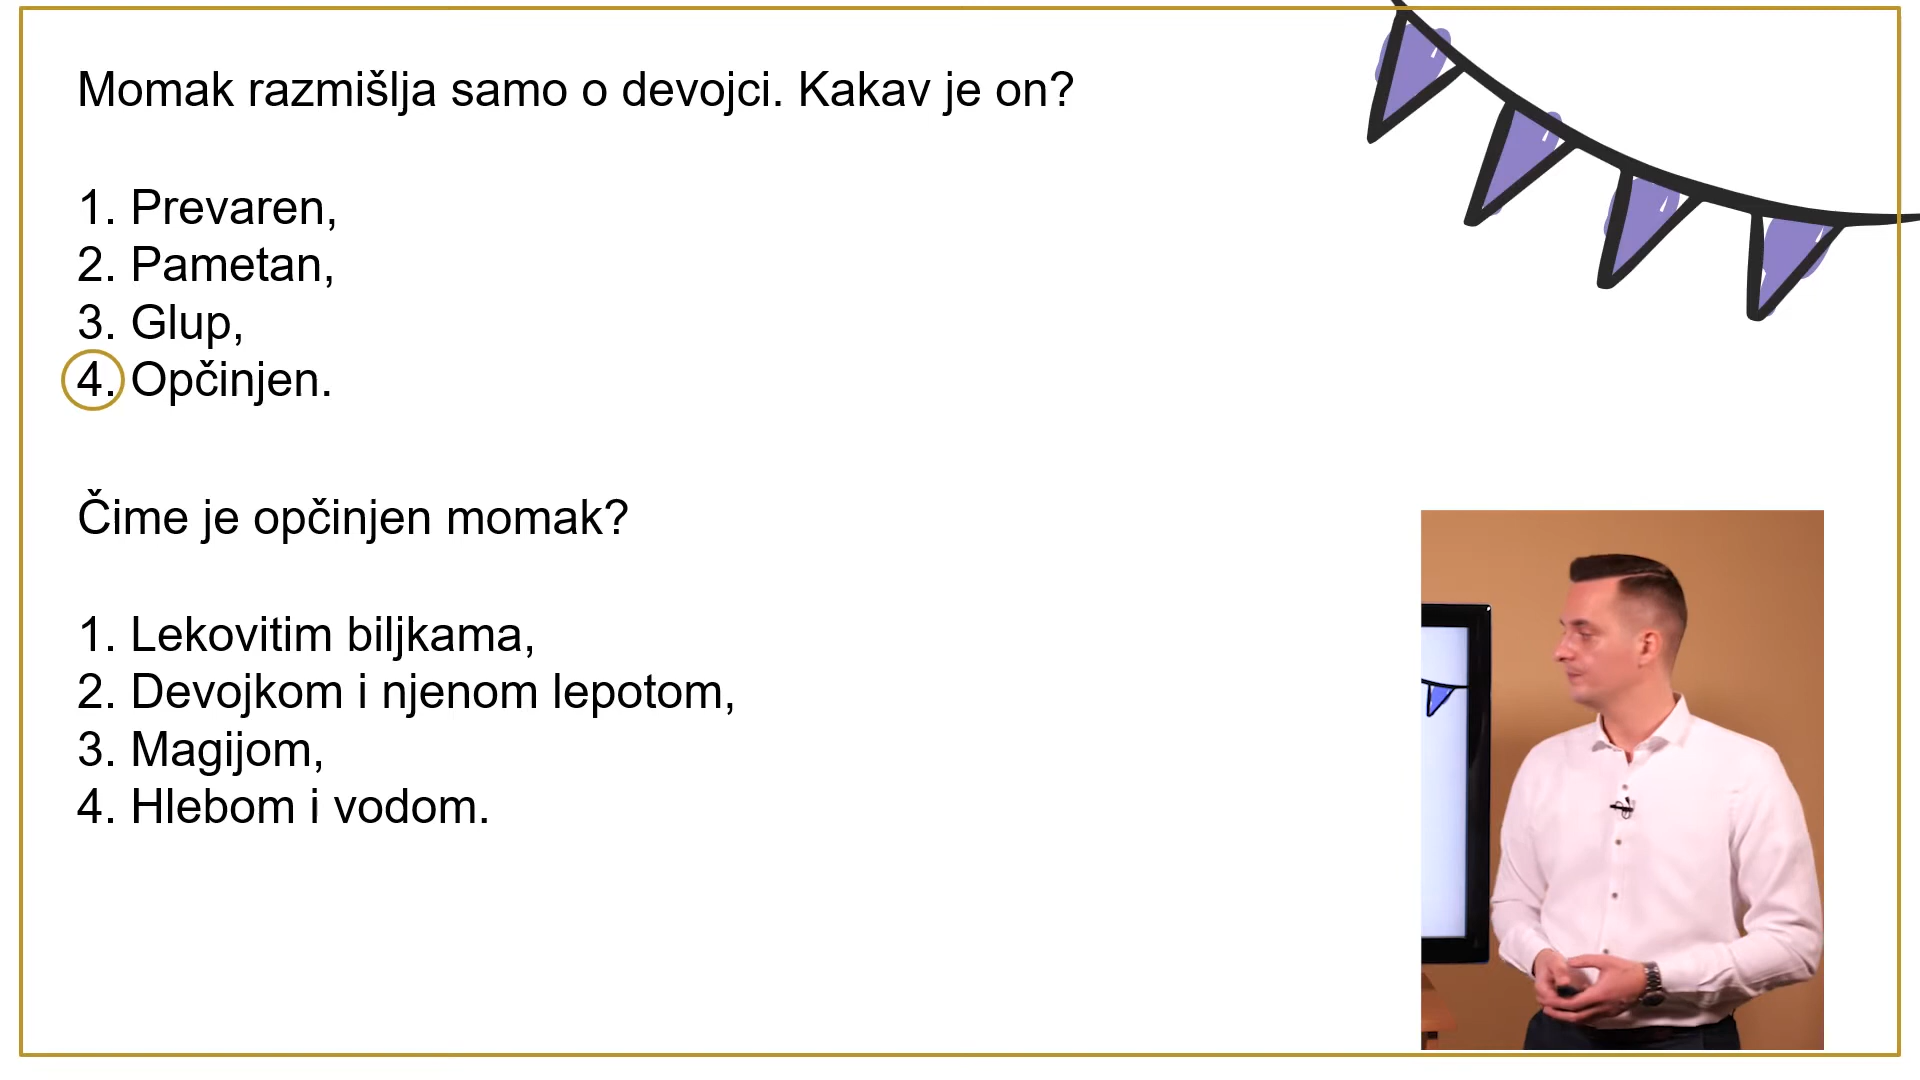 Momak razmišlja samo o devojci. Kakav je on?
1. Prevaren,
2. Pametan,
3. Glup,
4. Opčinjen.
Čime je opčinjen momak?
1. Lekovitim biljkama,
2. Devojkom i njenom lepotom,
3. Magijom,
4. Hlebom i vodom.